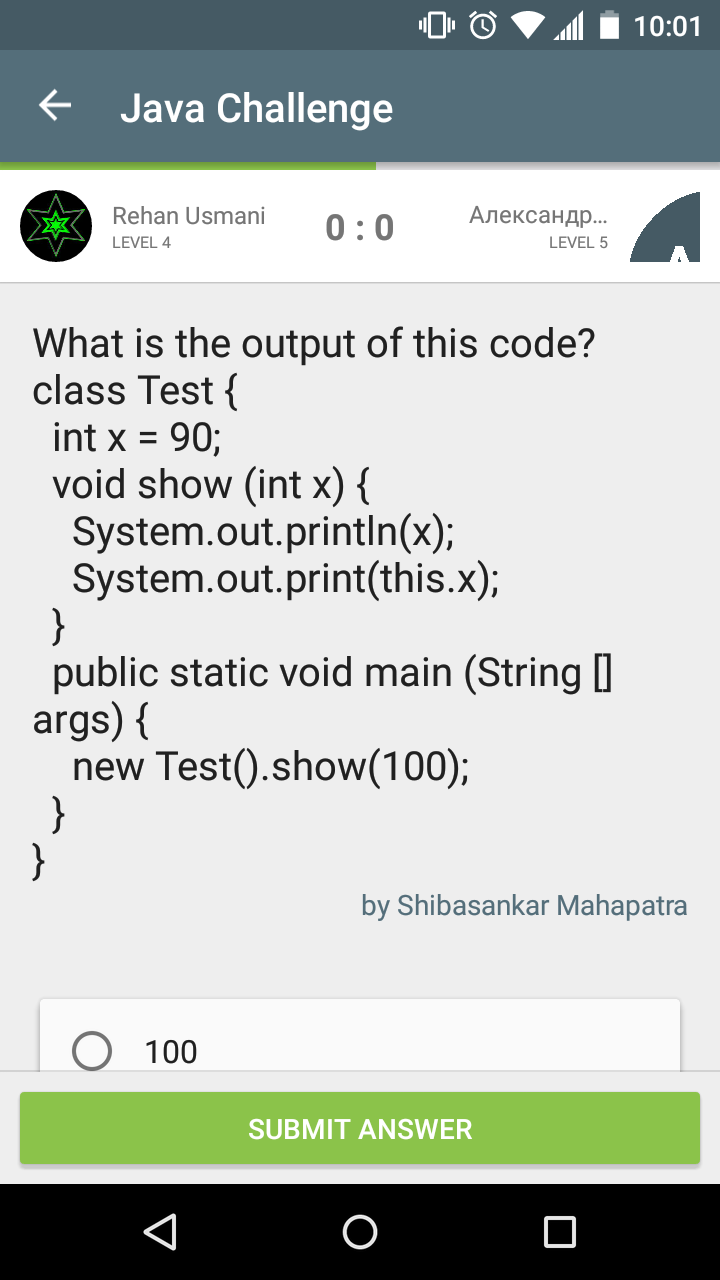 10:01
Java Challenge
Rehan Usmani
LEVEL 4
0 : 0
Александр...
LEVEL 5
What is the output of this code?
class Test {
int x = 90;
void show (int x) {
System.out.println(x);
System.out.print(this.x);
}
public static void main (String []
args) {
new Test().show(100);
}
}
by Shibasankar Mahapatra
100
SUBMIT ANSWER